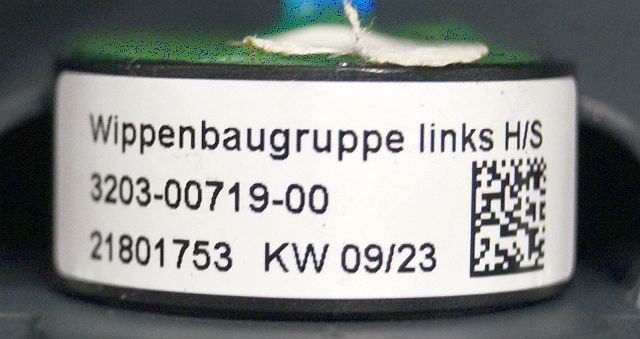 Wippenbaugruppe links H/S
3203-00719-00
21801753 KW 09/23